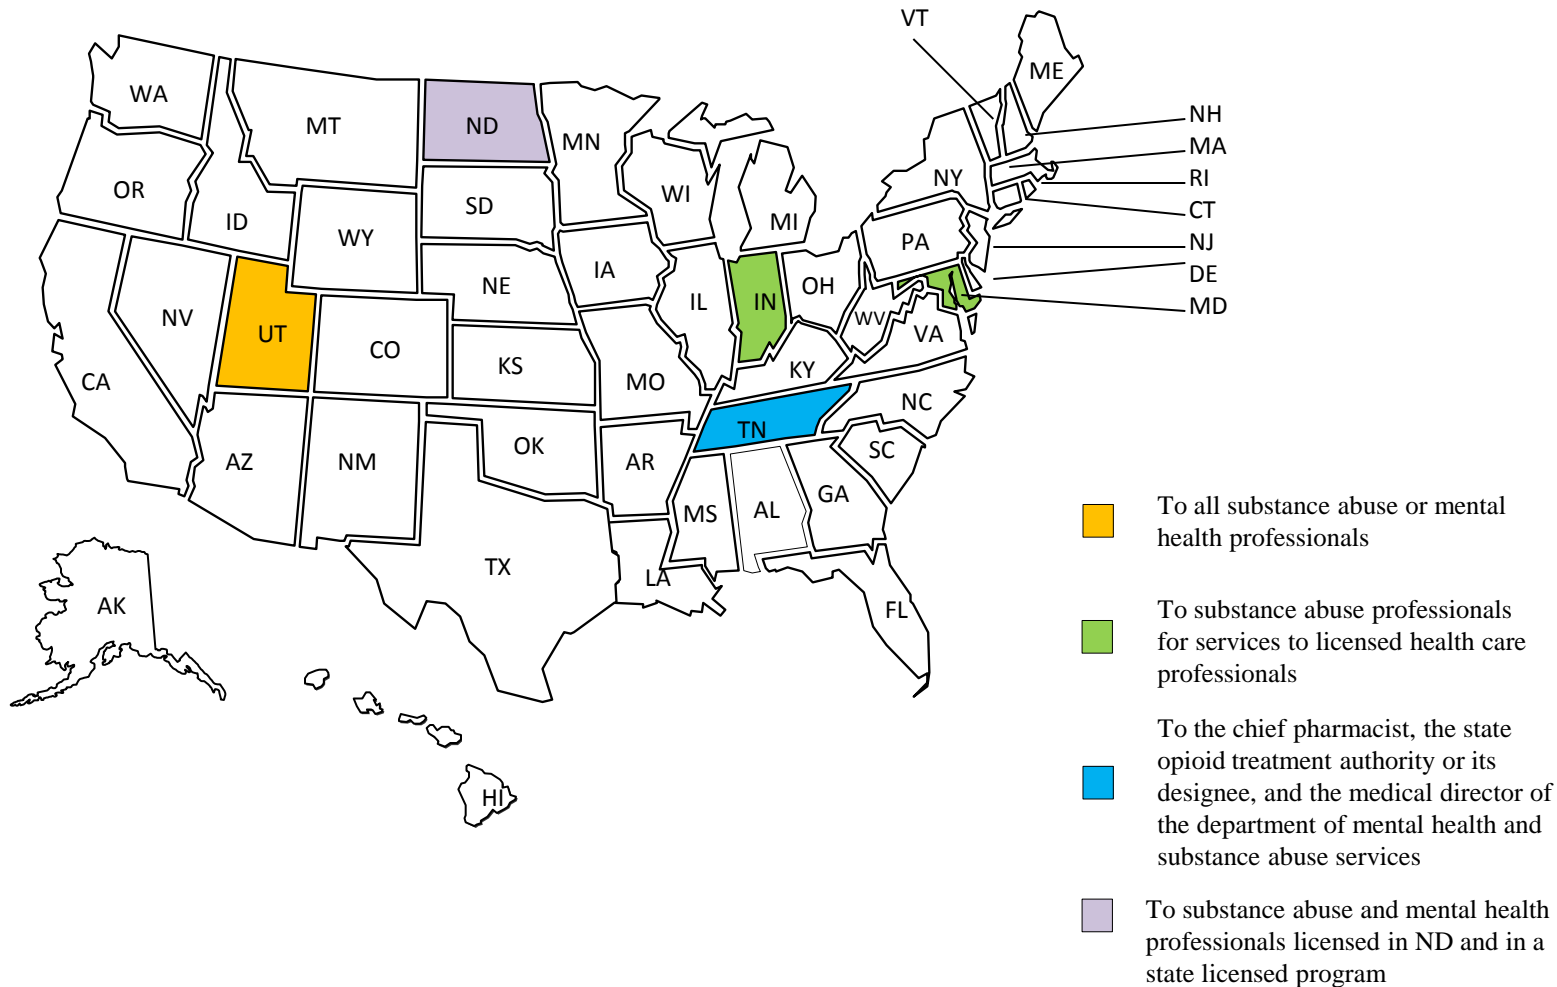 VT
ME
WA
MT
ND
MN
NH
MA
OR
ID
SD
WI
MI
NY
RI
CT
WY
PA
NJ
IA
NE
OH
DE
NV
UT
IL
IN
WV
VA
MD
CA
CO
KS
MO
KY
NC
TN
AZ
NM
OK
AR
SC
MS
AL
GA
TX
LA
AK
FL
HI
To all substance abuse or mental
health professionals
To substance abuse professionals
for services to licensed health care
professionals
To the chief pharmacist, the state
opioid treatment authority or its
designee, and the medical director of
the department of mental health and
substance abuse services
To substance abuse and mental health
professionals licensed in ND and in a
state licensed program